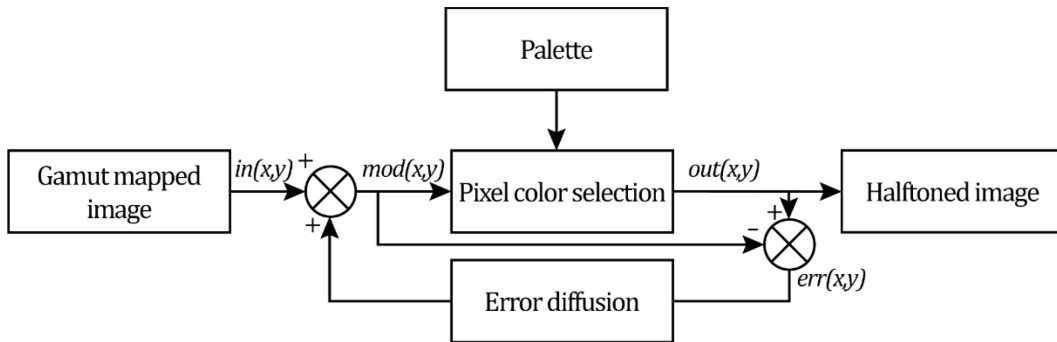 Palette
in(x,y)
+
mod(x,y)
out(x,y)
Gamut mapped
image
Pixel color selection
Halftoned image
+
+
-
err(x,y)
Error diffusion